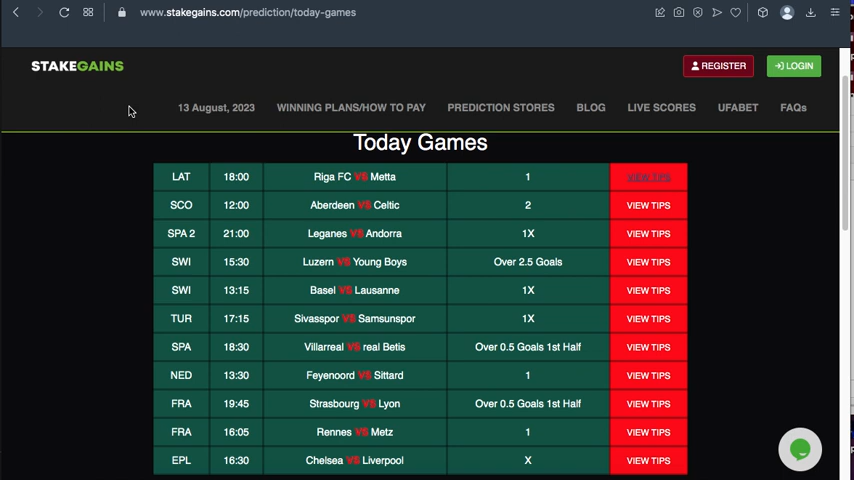 www.stakegains.com/prediction/today-games
STAKEGAINS
REGISTER
LOGIN
13 August, 2023 WINNING PLANS/HOW TO PAY PREDICTION STORES BLOG LIVE SCORES UFABET FAQs
Today Games
LAT 18:00 Riga FC VS Metta 1 VIEW TIPS
SCO 12:00 Aberdeen VS Celtic 2 VIEW TIPS
SPA 2 21:00 Leganes VS Andorra 1X VIEW TIPS
SWI 15:30 Luzern VS Young Boys Over 2.5 Goals VIEW TIPS
SWI 13:15 Basel VS Lausanne 1X VIEW TIPS
TUR 17:15 Sivasspor VS Samsunspor 1X VIEW TIPS
SPA 18:30 Villarreal VS real Betis Over 0.5 Goals 1st Half VIEW TIPS
NED 13:30 Feyenoord VS Sittard 1 VIEW TIPS
FRA 19:45 Strasbourg VS Lyon Over 0.5 Goals 1st Half VIEW TIPS
FRA 16:05 Rennes VS Metz 1 VIEW TIPS
EPL 16:30 Chelsea VS Liverpool X VIEW TIPS